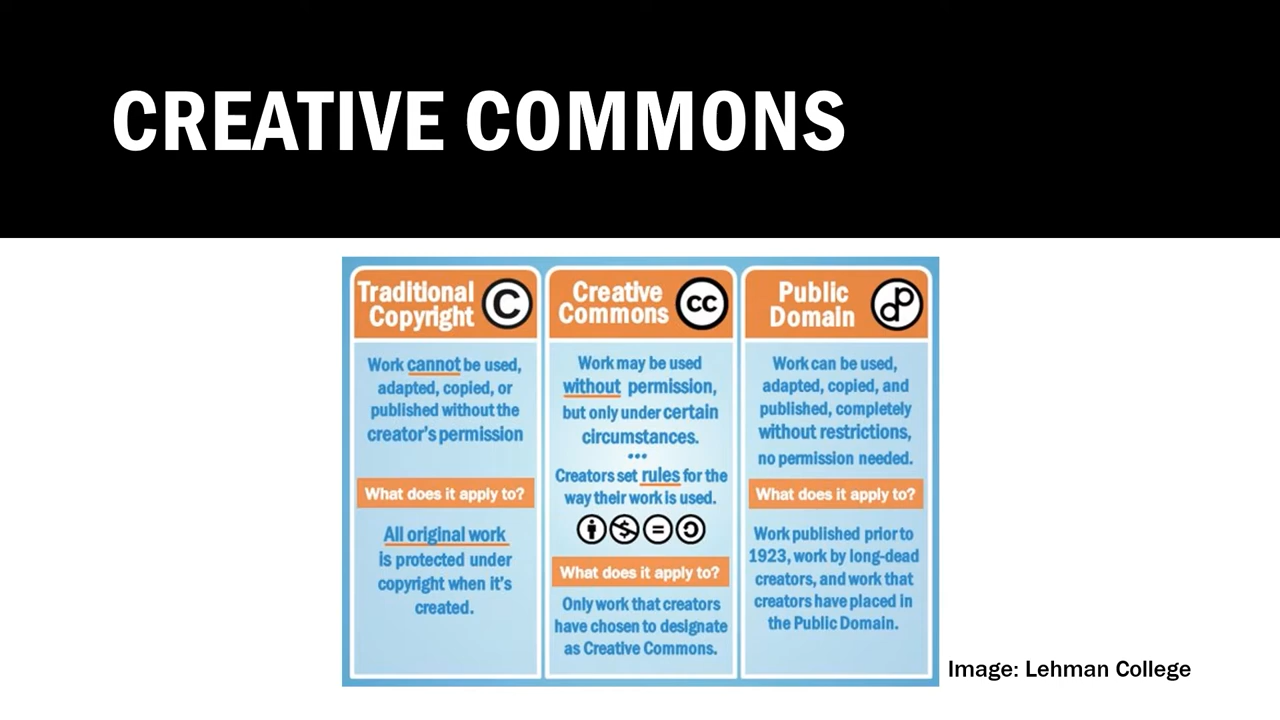 CREATIVE COMMONS
Traditional
Copyright
C
Work cannot be used,
adapted, copied, or
published without the
creator's permission
What does it apply to?
All original work
is protected under
copyright when it's
created.
Creative
Commons
cc
Work may be used
without permission,
but only under certain
circumstances.
•••
Creators set rules for the
way their work is used.
What does it apply to?
Only work that creators
have chosen to designate
as Creative Commons.
Public
Domain
dp
Work can be used,
adapted, copied, and
published, completely
without restrictions,
no permission needed.
What does it apply to?
Work published prior to
1923, work by long-dead
creators, and work that
creators have placed in
the Public Domain.
Image: Lehman College